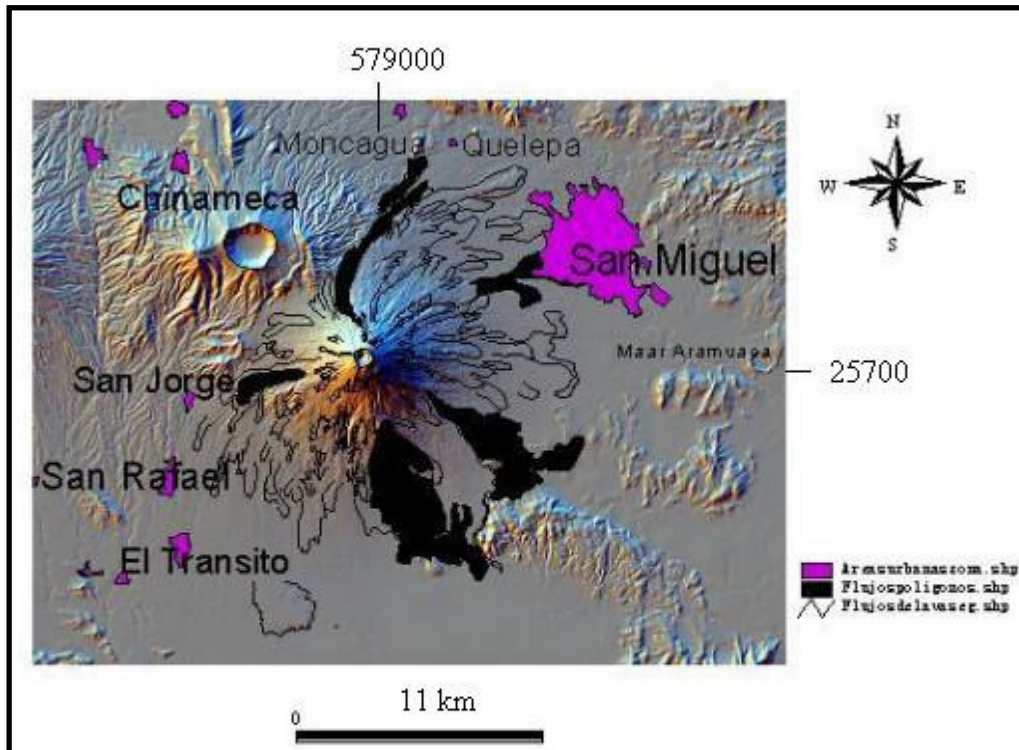 579000
N
W E
S
Moncagua Quelepa
Chinameca
San Miguel
Maar Aramuapa
25700
San Jorge
San Rafael
El Transito
Areasurbanassom.shp
Flujospoligonos.shp
Flujosdelavaseg.shp
0
11 km